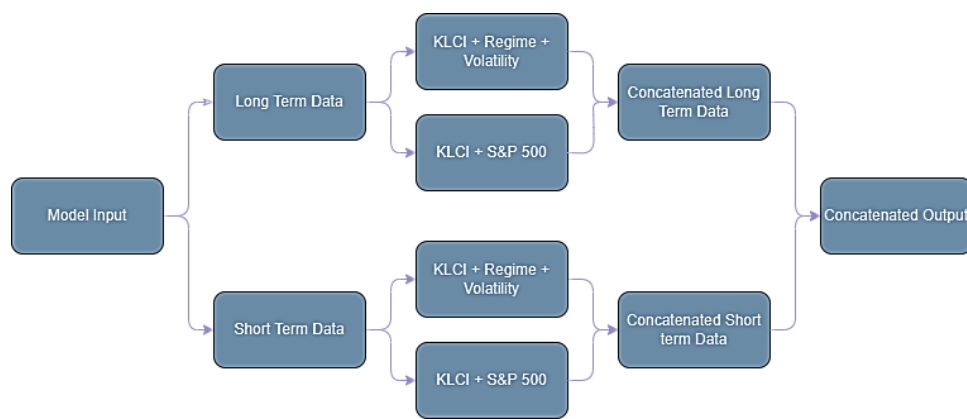 Model Input
Long Term Data
KLCI + Regime +
Volatility
KLCI + S&P 500
Concatenated Long
Term Data
Short Term Data
KLCI + Regime +
Volatility
KLCI + S&P 500
Concatenated Short
term Data
Concatenated Output